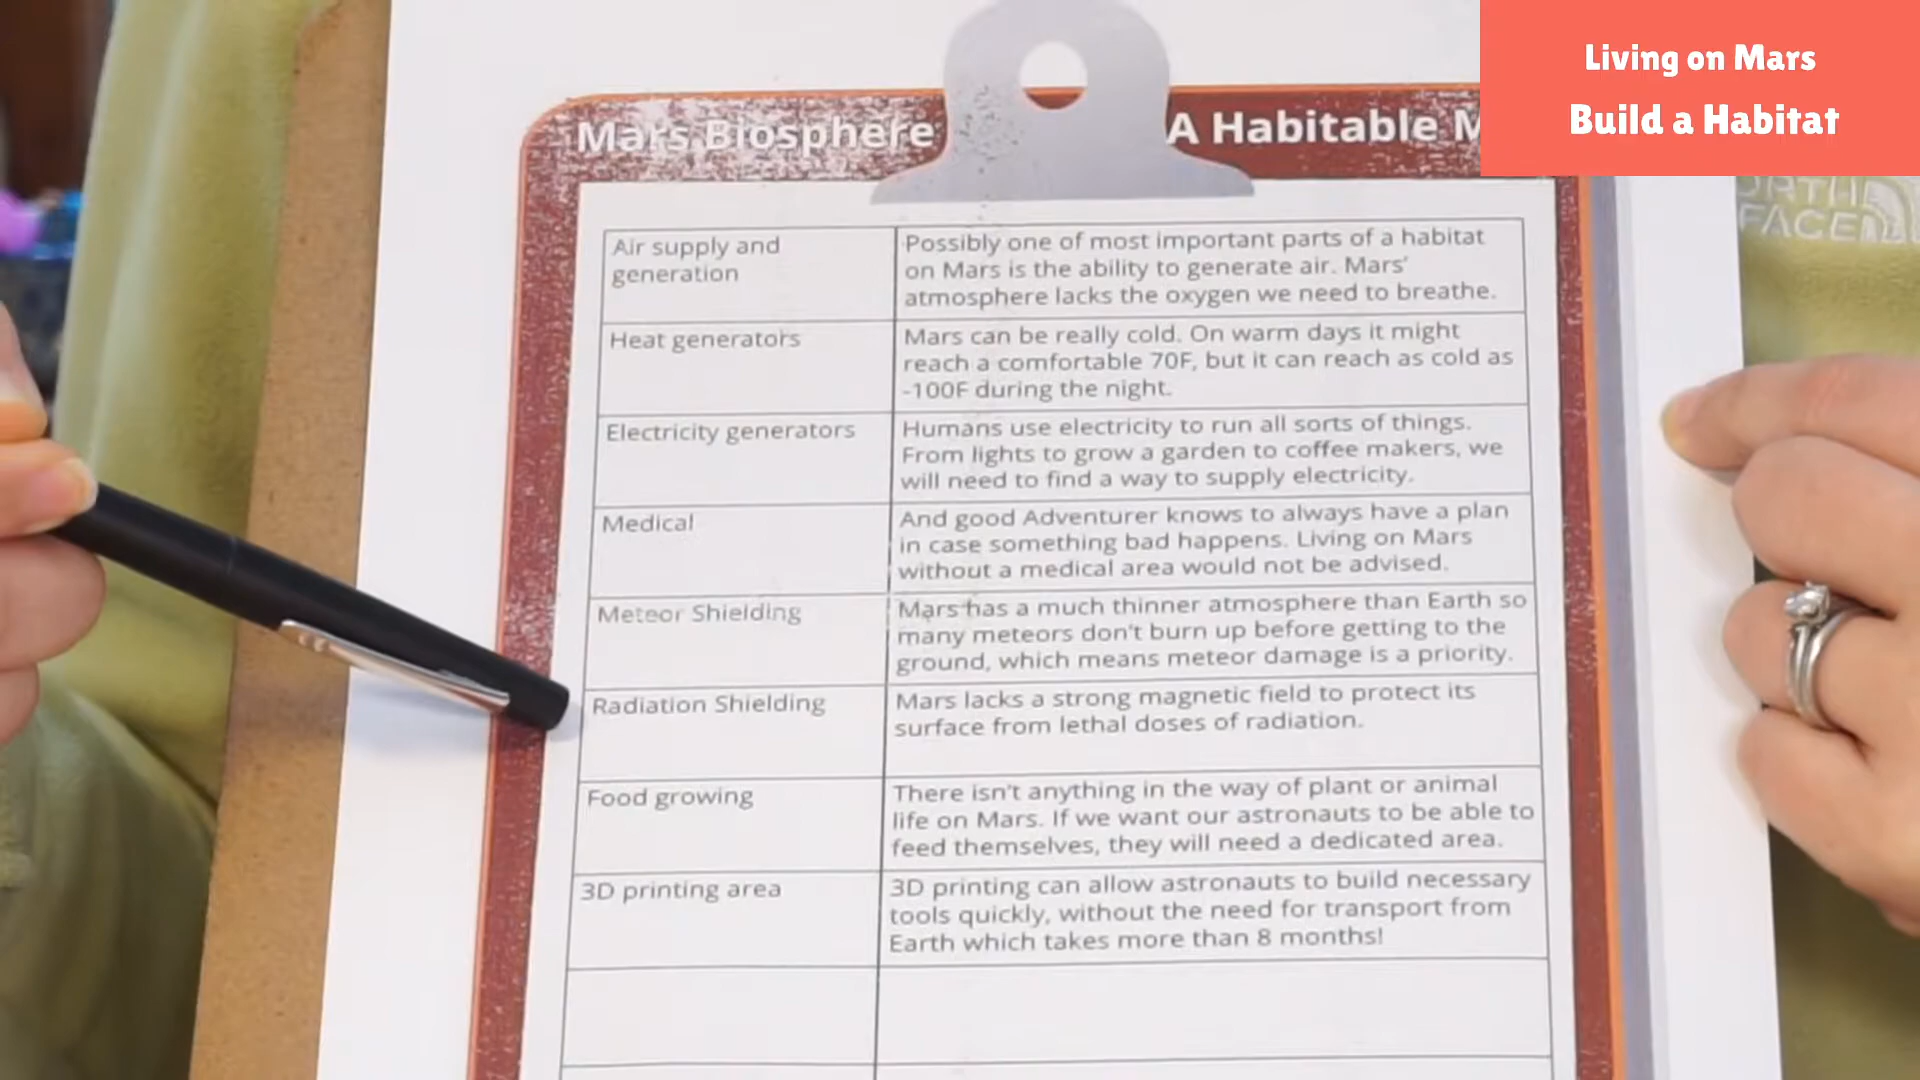 Living on Mars
Build a Habitat
Mars Biosphere
A Habitable
ORTH
FACE
Air supply and
generation
Possibly one of most important parts of a habitat
on Mars is the ability to generate air. Mars'
atmosphere lacks the oxygen we need to breathe.
Heat generators
Mars can be really cold. On warm days it might
reach a comfortable 70F, but it can reach as cold as
-100F during the night.
Electricity generators
Humans use electricity to run all sorts of things.
From lights to grow a garden to coffee makers, we
will need to find a way to supply electricity.
Medical
And good Adventurer knows to always have a plan
in case something bad happens. Living on Mars
without a medical area would not be advised.
Meteor Shielding
Mars has a much thinner atmosphere than Earth so
many meteors don't burn up before getting to the
ground, which means meteor damage is a priority.
Radiation Shielding
Mars lacks a strong magnetic field to protect its
surface from lethal doses of radiation.
Food growing
There isn't anything in the way of plant or animal
life on Mars. If we want our astronauts to be able to
feed themselves, they will need a dedicated area.
3D printing area
3D printing can allow astronauts to build necessary
tools quickly, without the need for transport from
Earth which takes more than 8 months!